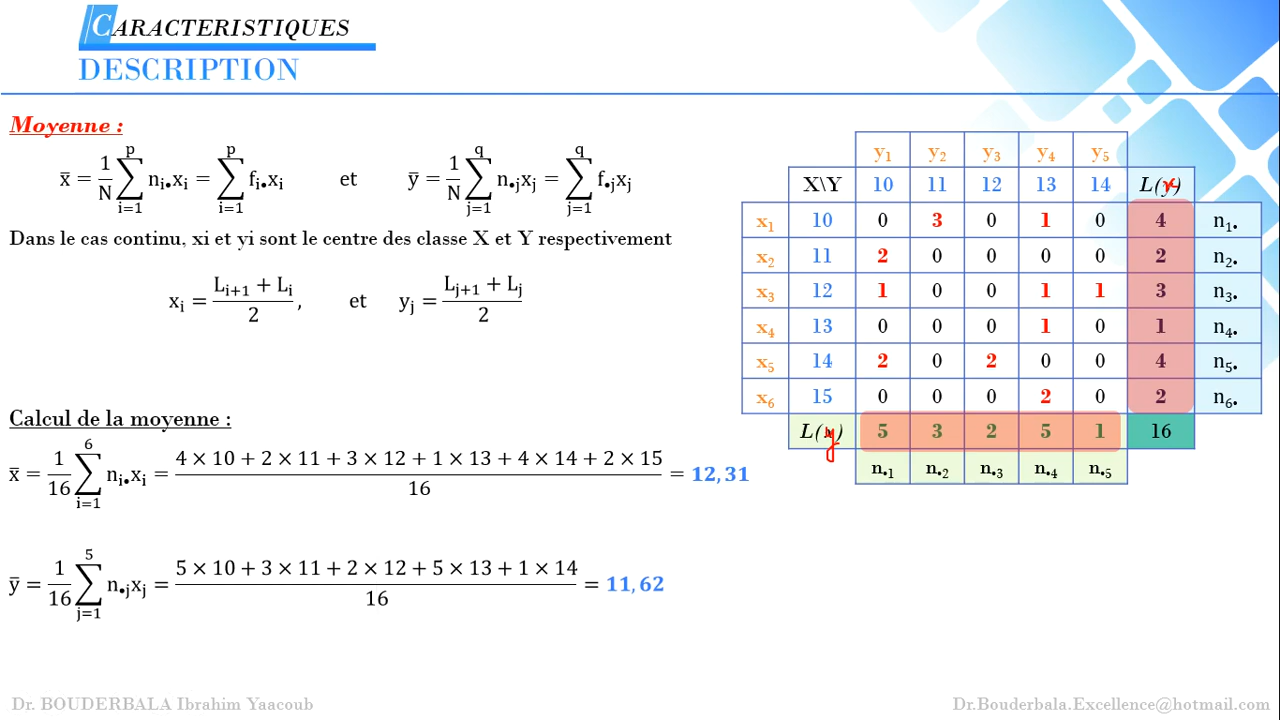 CARACTERISTIQUES
DESCRIPTION
Moyenne :
x̄ = 1/N ∑_{i=1}^{p} n_{i•}x_i = ∑_{i=1}^{p} f_{i•}x_i et ȳ = 1/N ∑_{j=1}^{q} n_{•j}x_j = ∑_{j=1}^{q} f_{•j}x_j
Dans le cas continu, xi et yi sont le centre des classe X et Y respectivement
x_i = (L_{i+1} + L_i)/2 , et y_j = (L_{j+1} + L_j)/2
Calcul de la moyenne :
x̄ = 1/16 ∑_{i=1}^{6} n_{i•}x_i = (4 × 10 + 2 × 11 + 3 × 12 + 1 × 13 + 4 × 14 + 2 × 15)/16 = 12,31
ȳ = 1/16 ∑_{j=1}^{5} n_{•j}x_j = (5 × 10 + 3 × 11 + 2 × 12 + 5 × 13 + 1 × 14)/16 = 11,62
y₁ y₂ y₃ y₄ y₅
X\Y 10 11 12 13 14 L(x)
x₁ 10 0 3 0 1 0 4 n₁•
x₂ 11 2 0 0 0 0 2 n₂•
x₃ 12 1 0 0 1 1 3 n₃•
x₄ 13 0 0 0 1 0 1 n₄•
x₅ 14 2 0 2 0 0 4 n₅•
x₆ 15 0 0 0 2 0 2 n₆•
L(y) 5 3 2 5 1 16
n•₁ n•₂ n•₃ n•₄ n•₅
Dr. BOUDERBALA Ibrahim Yaacoub
Dr.Bouderbala.Excellence@hotmail.com